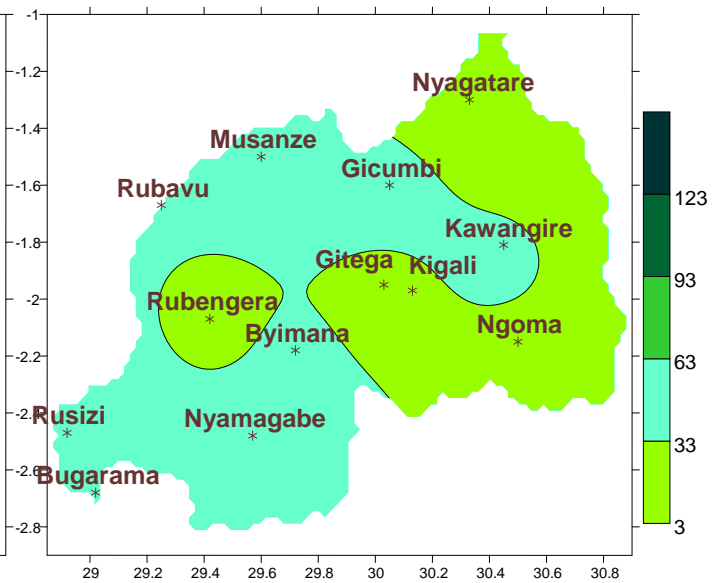 -1
-1.2
-1.4
-1.6
-1.8
-2
-2.2
-2.4
-2.6
-2.8
Nyagatare
Musanze
Gicumbi
Rubavu
Kawangire
Gitega
Kigali
Rubengera
Ngoma
Byimana
Rusizi
Nyamagabe
Bugarama
29 29.2 29.4 29.6 29.8 30 30.2 30.4 30.6 30.8
123
93
63
33
3